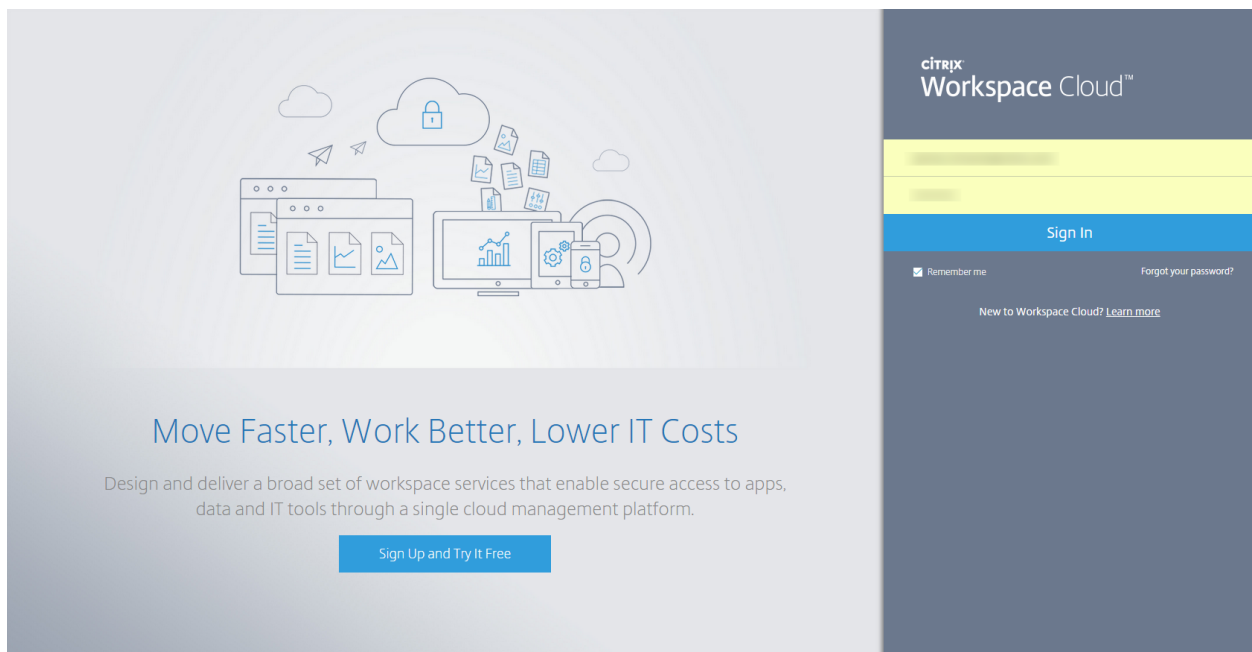 Move Faster, Work Better, Lower IT Costs
Design and deliver a broad set of workspace services that enable secure access to apps,
data and IT tools through a single cloud management platform.
Sign Up and Try It Free
CİTRIX
Workspace Cloud™
Sign In
Remember me
Forgot your password?
New to Workspace Cloud? Learn more